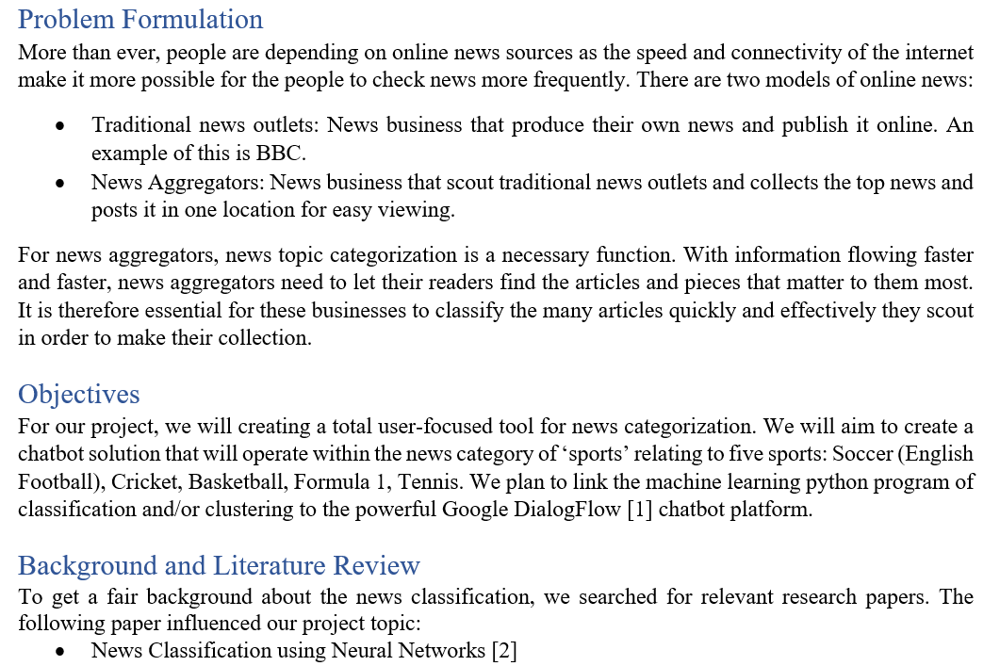 Problem Formulation
More than ever, people are depending on online news sources as the speed and connectivity of the internet
make it more possible for the people to check news more frequently. There are two models of online news:
• Traditional news outlets: News business that produce their own news and publish it online. An
example of this is BBC.
• News Aggregators: News business that scout traditional news outlets and collects the top news and
posts it in one location for easy viewing.
For news aggregators, news topic categorization is a necessary function. With information flowing faster
and faster, news aggregators need to let their readers find the articles and pieces that matter to them most.
It is therefore essential for these businesses to classify the many articles quickly and effectively they scout
in order to make their collection.
Objectives
For our project, we will creating a total user-focused tool for news categorization. We will aim to create a
chatbot solution that will operate within the news category of ‘sports’ relating to five sports: Soccer (English
Football), Cricket, Basketball, Formula 1, Tennis. We plan to link the machine learning python program of
classification and/or clustering to the powerful Google DialogFlow [1] chatbot platform.
Background and Literature Review
To get a fair background about the news classification, we searched for relevant research papers. The
following paper influenced our project topic:
• News Classification using Neural Networks [2]